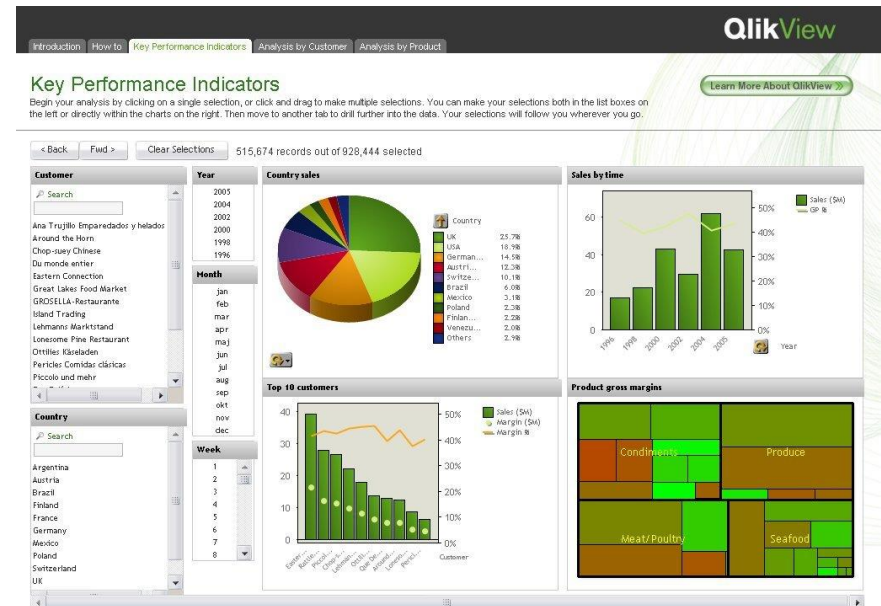 QlikView
Introduction How to Key Performance Indicators Analysis by Customer Analysis by Product
Key Performance Indicators
Learn More About QlikView
Begin your analysis by clicking on a single selection, or click and drag to make multiple selections. You can make your selections both in the list boxes on
the left or directly within the charts on the right. Then move to another tab to drill further into the data. Your selections will follow you wherever you go.
< Back Fwd > Clear Selections 515,674 records out of 928,444 selected
Customer
Search
Ana Trujillo Emparedados y helados
Around the Horn
Chop-suey Chinese
Du monde entier
Eastern Connection
Great Lakes Food Market
GROSELLA-Restaurante
Island Trading
Lehmanns Marktstand
Lonesome Pine Restaurant
Ottilies Käseladen
Pericles Comidas clásicas
Piccolo und mehr
Country
Search
Argentina
Austria
Brazil
Finland
France
Germany
Mexico
Poland
Switzerland
UK
Year
2005
2004
2002
2000
1998
1996
Month
jan
feb
mar
apr
maj
jun
jul
aug
sep
okt
nov
dec
Week
1
2
3
4
5
6
7
8
Country sales
Country
UK 25.7%
USA 18.9%
German... 14.5%
Austri... 12.3%
Switze... 10.1%
Brazil 6.0%
Mexico 3.1%
Poland 2.3%
Finlan... 2.2%
Venezu... 2.0%
Others 2.9%
Sales by time
Sales ($M)
GP %
60
40
20
0
50%
40%
30%
20%
10%
0%
1996 1998 2000 2002 2004 2005
Year
Top 10 customers
Sales ($M)
Margin ($M)
Margin %
40
30
20
10
0
50%
40%
30%
20%
10%
0%
Easter... Rattle... Piccol... Chop-s... Lehman... Ottili... Que De... Around... Loneso... Pericl...
Customer
Product gross margins
Condiments Produce
Meat/Poultry Seafood